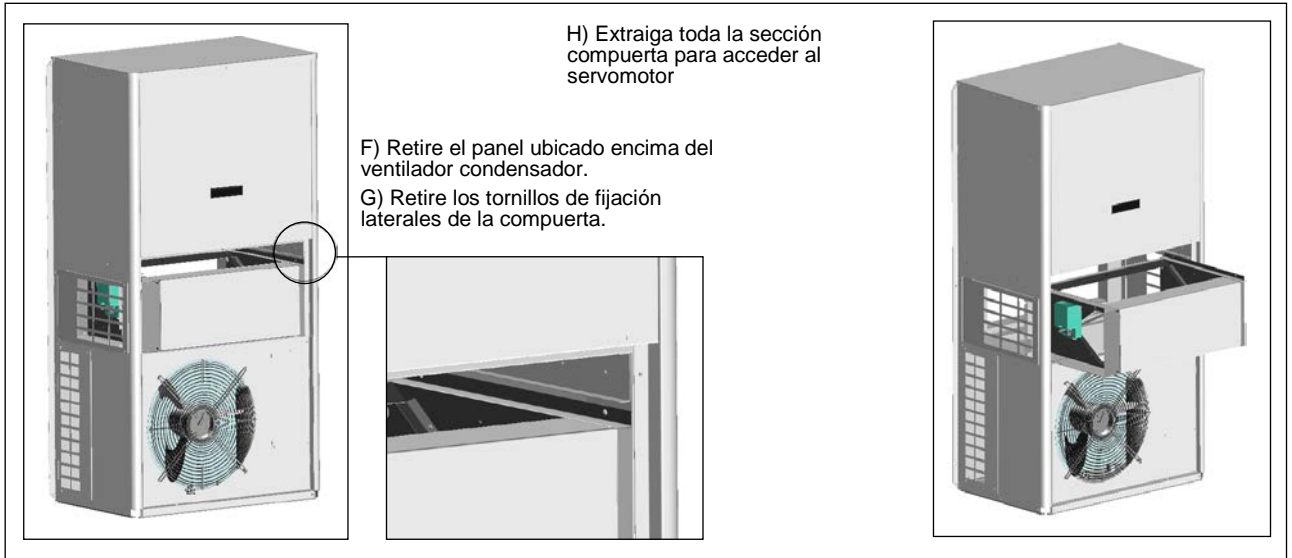 H) Extraiga toda la sección
compuerta para acceder al
servomotor
F) Retire el panel ubicado encima del
ventilador condensador.
G) Retire los tornillos de fijación
laterales de la compuerta.